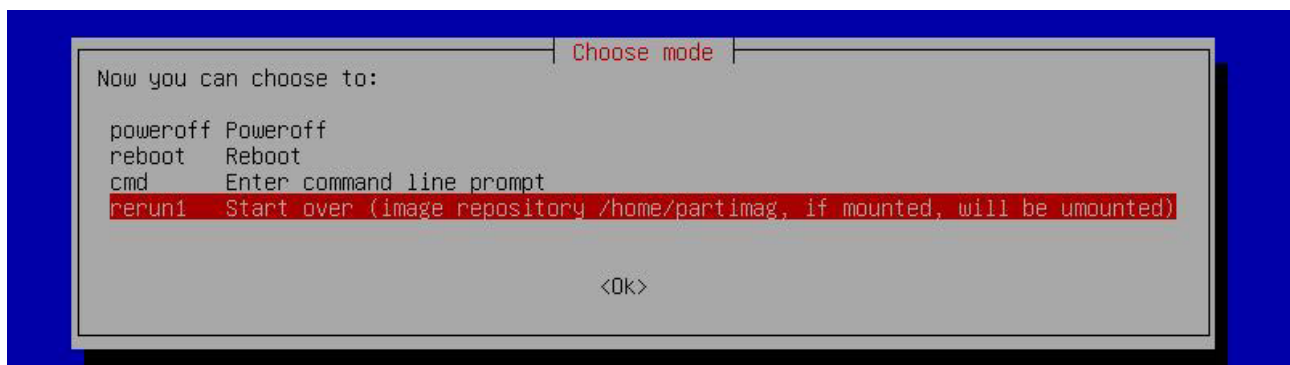 Choose mode
Now you can choose to:
poweroff Poweroff
reboot Reboot
cmd Enter command line prompt
rerun1 Start over (image repository /home/partimag, if mounted, will be umounted)
<Ok>